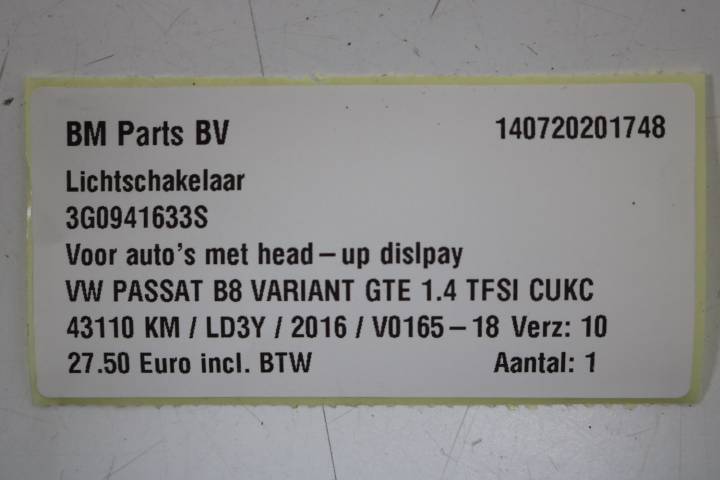 BM Parts BV 140720201748
Lichtschakelaar
3G0941633S
Voor auto's met head-up dislpay
VW PASSAT B8 VARIANT GTE 1.4 TFSI CUKC
43110 KM / LD3Y / 2016 / V0165-18 Verz: 10
27.50 Euro incl. BTW Aantal: 1